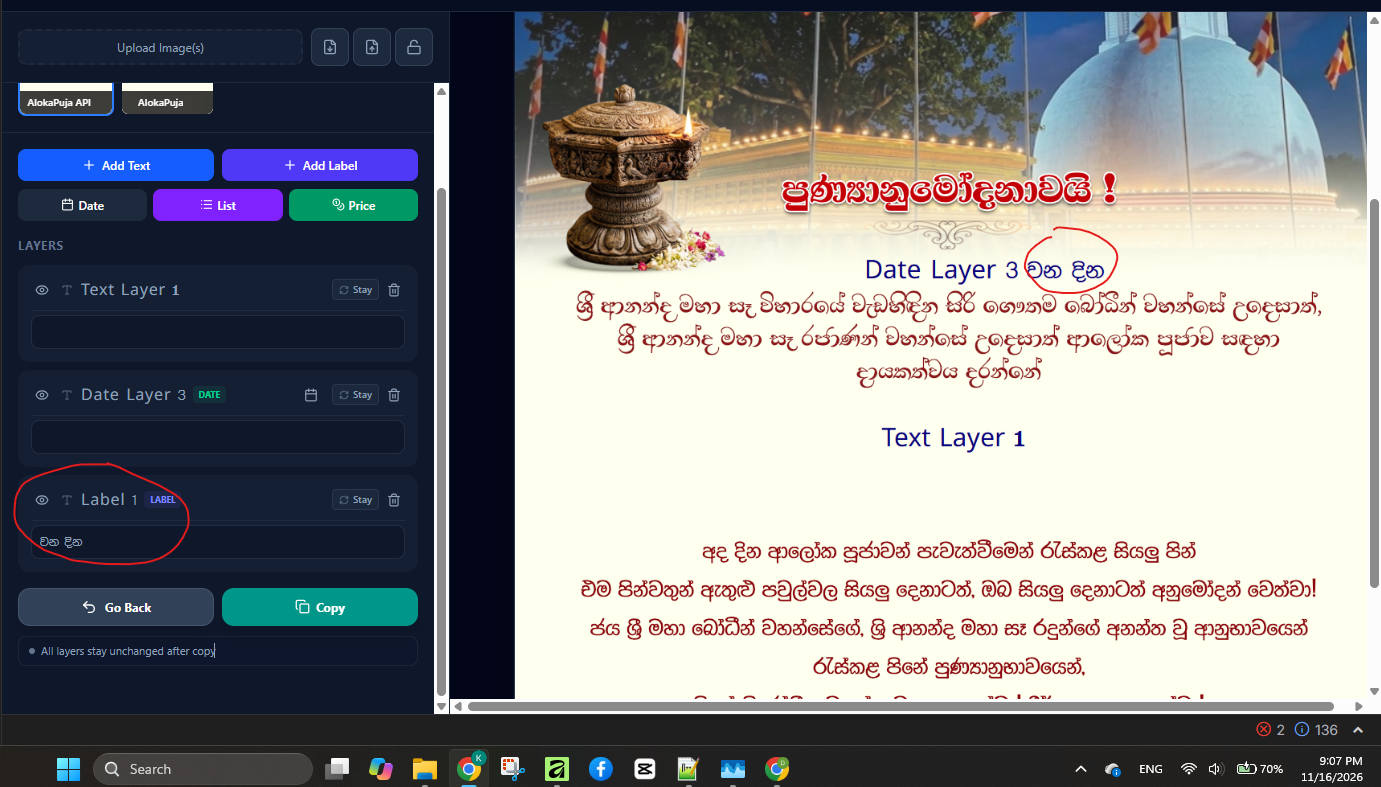 Upload Image(s)
AlokaPuja API
AlokaPuja
+ Add Text
+ Add Label
Date
List
Price
LAYERS
Text Layer 1
Stay
Date Layer 3 DATE
Stay
Label 1 LABEL
Stay
වන දින
Go Back
Copy
All layers stay unchanged after copy
පුණ්‍යානුමෝදනාවයි !
Date Layer 3 වන දින
ශ්‍රී ආනන්ද මහා සෑ විහාරයේ වැඩහිඳින සිරි ගෞතම බෝධීන් වහන්සේ උදෙසාත්,
ශ්‍රී ආනන්ද මහා සෑ රජාණන් වහන්සේ උදෙසාත් ආලෝක පූජාව සඳහා
දායකත්වය දරන්නේ
Text Layer 1
අද දින ආලෝක පූජාවන් පැවැත්වීමෙන් රැස්කළ සියලු පින්
එම පින්වතුන් ඇතුළු පවුල්වල සියලු දෙනාටත්, ඔබ සියලු දෙනාටත් අනුමෝදන් වෙත්වා!
ජය ශ්‍රී මහා බෝධීන් වහන්සේගේ, ශ්‍රි ආනන්ද මහා සෑ රදුන්ගේ අනන්ත වූ ආනුභාවයෙන්
රැස්කළ පිනේ පුණ්‍යානුභාවයෙන්,
2
136
Search
K
ENG
70%
9:07 PM
11/16/2026